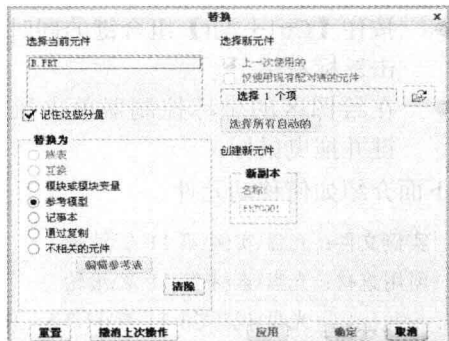 替换
选择当前元件
B.PRT
记住这些分量
替换为
族表
互换
模块或模块变量
参考模型
记事本
通过复制
不相关的元件
编辑参考表
清除
选择新元件
上一次使用的
仅使用现有配对表的元件
选择 1 个项
选择所有自动的
创建新元件
新副本
名称
重置
撤消上次操作
应用
确定
取消